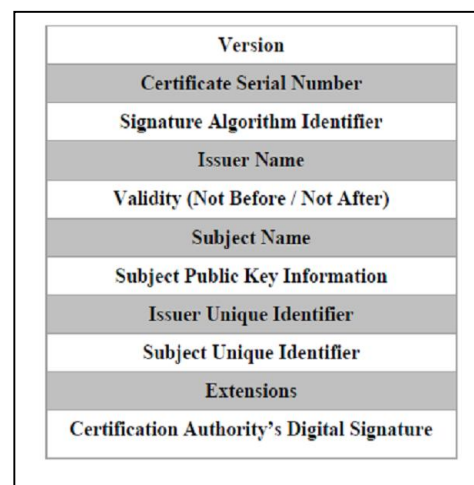 Version
Certificate Serial Number
Signature Algorithm Identifier
Issuer Name
Validity (Not Before / Not After)
Subject Name
Subject Public Key Information
Issuer Unique Identifier
Subject Unique Identifier
Extensions
Certification Authority’s Digital Signature